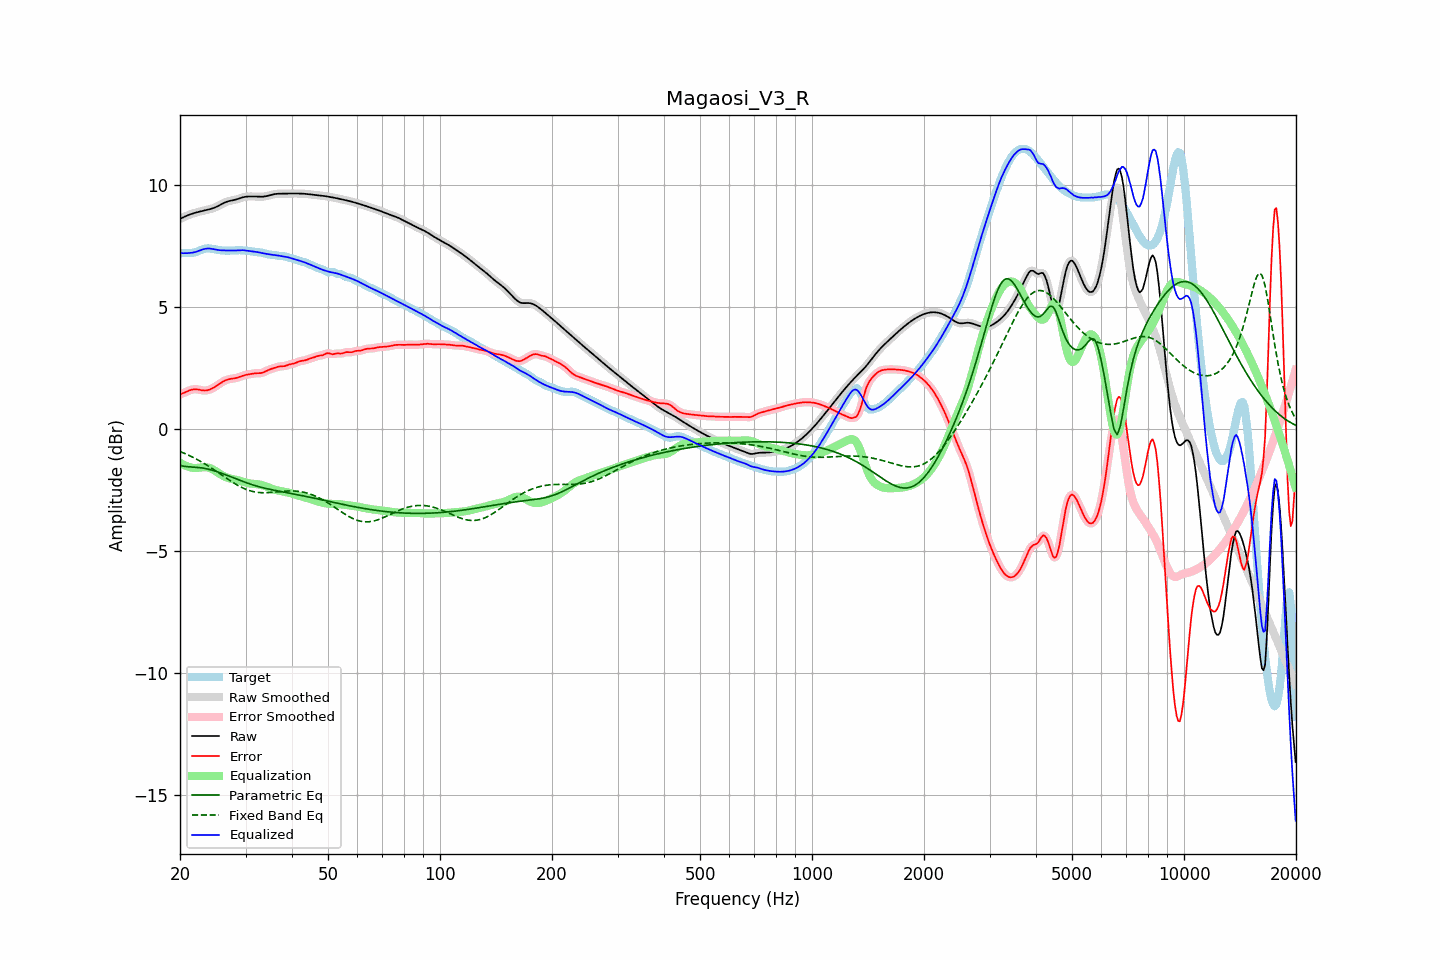 Magaosi_V3_R
Amplitude (dBr)
10
5
0
−5
−10
−15
Target
Raw Smoothed
Error Smoothed
Raw
Error
Equalization
Parametric Eq
Fixed Band Eq
Equalized
20 50 100 200 500 1000 2000 5000 10000 20000
Frequency (Hz)